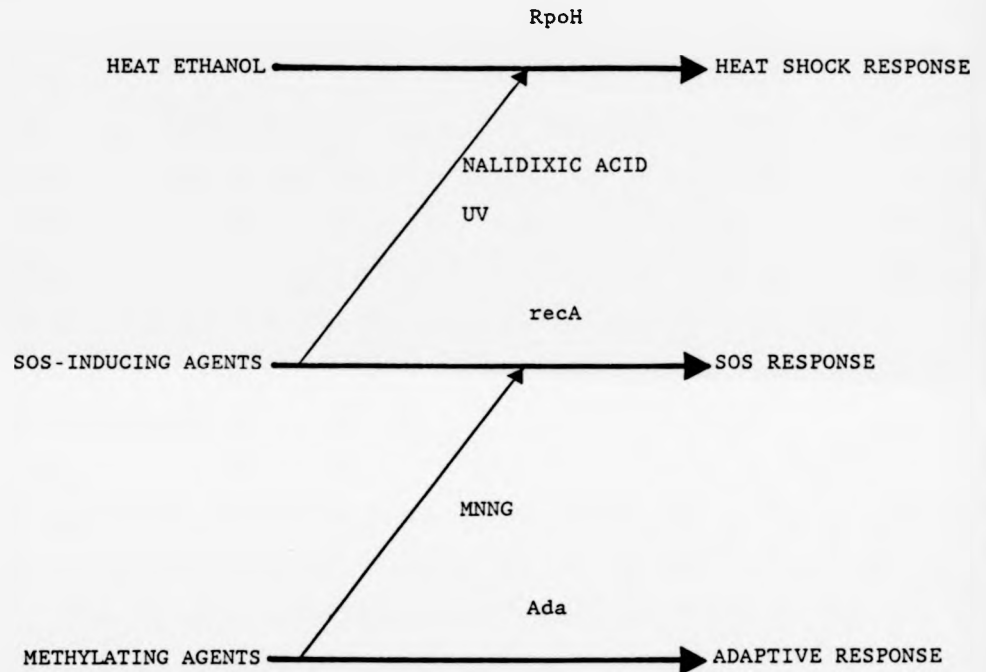 RpoH
HEAT ETHANOL
HEAT SHOCK RESPONSE
NALIDIXIC ACID
UV
recA
SOS-INDUCING AGENTS
SOS RESPONSE
MNNG
Ada
METHYLATING AGENTS
ADAPTIVE RESPONSE